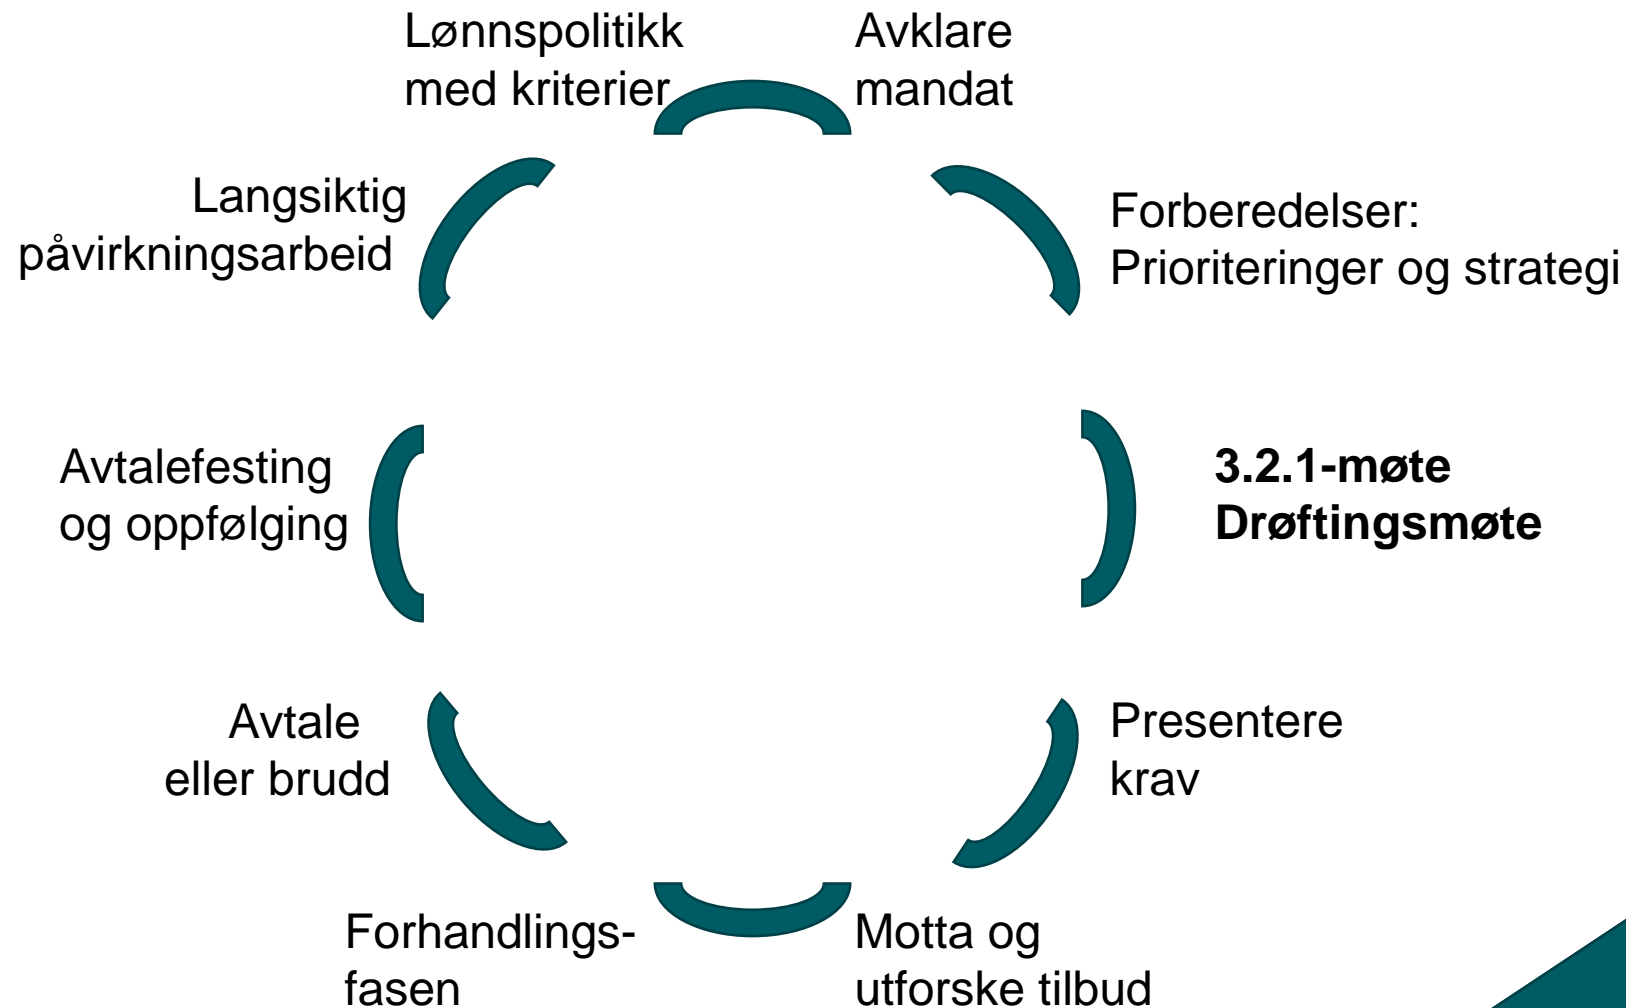 Lønnspolitikk
med kriterier
Avklare
mandat
Forberedelser:
Prioriteringer og strategi
3.2.1-møte
Drøftingsmøte
Presentere
krav
Motta og
utforske tilbud
Forhandlings-
fasen
Avtale
eller brudd
Avtalefesting
og oppfølging
Langsiktig
påvirkningsarbeid